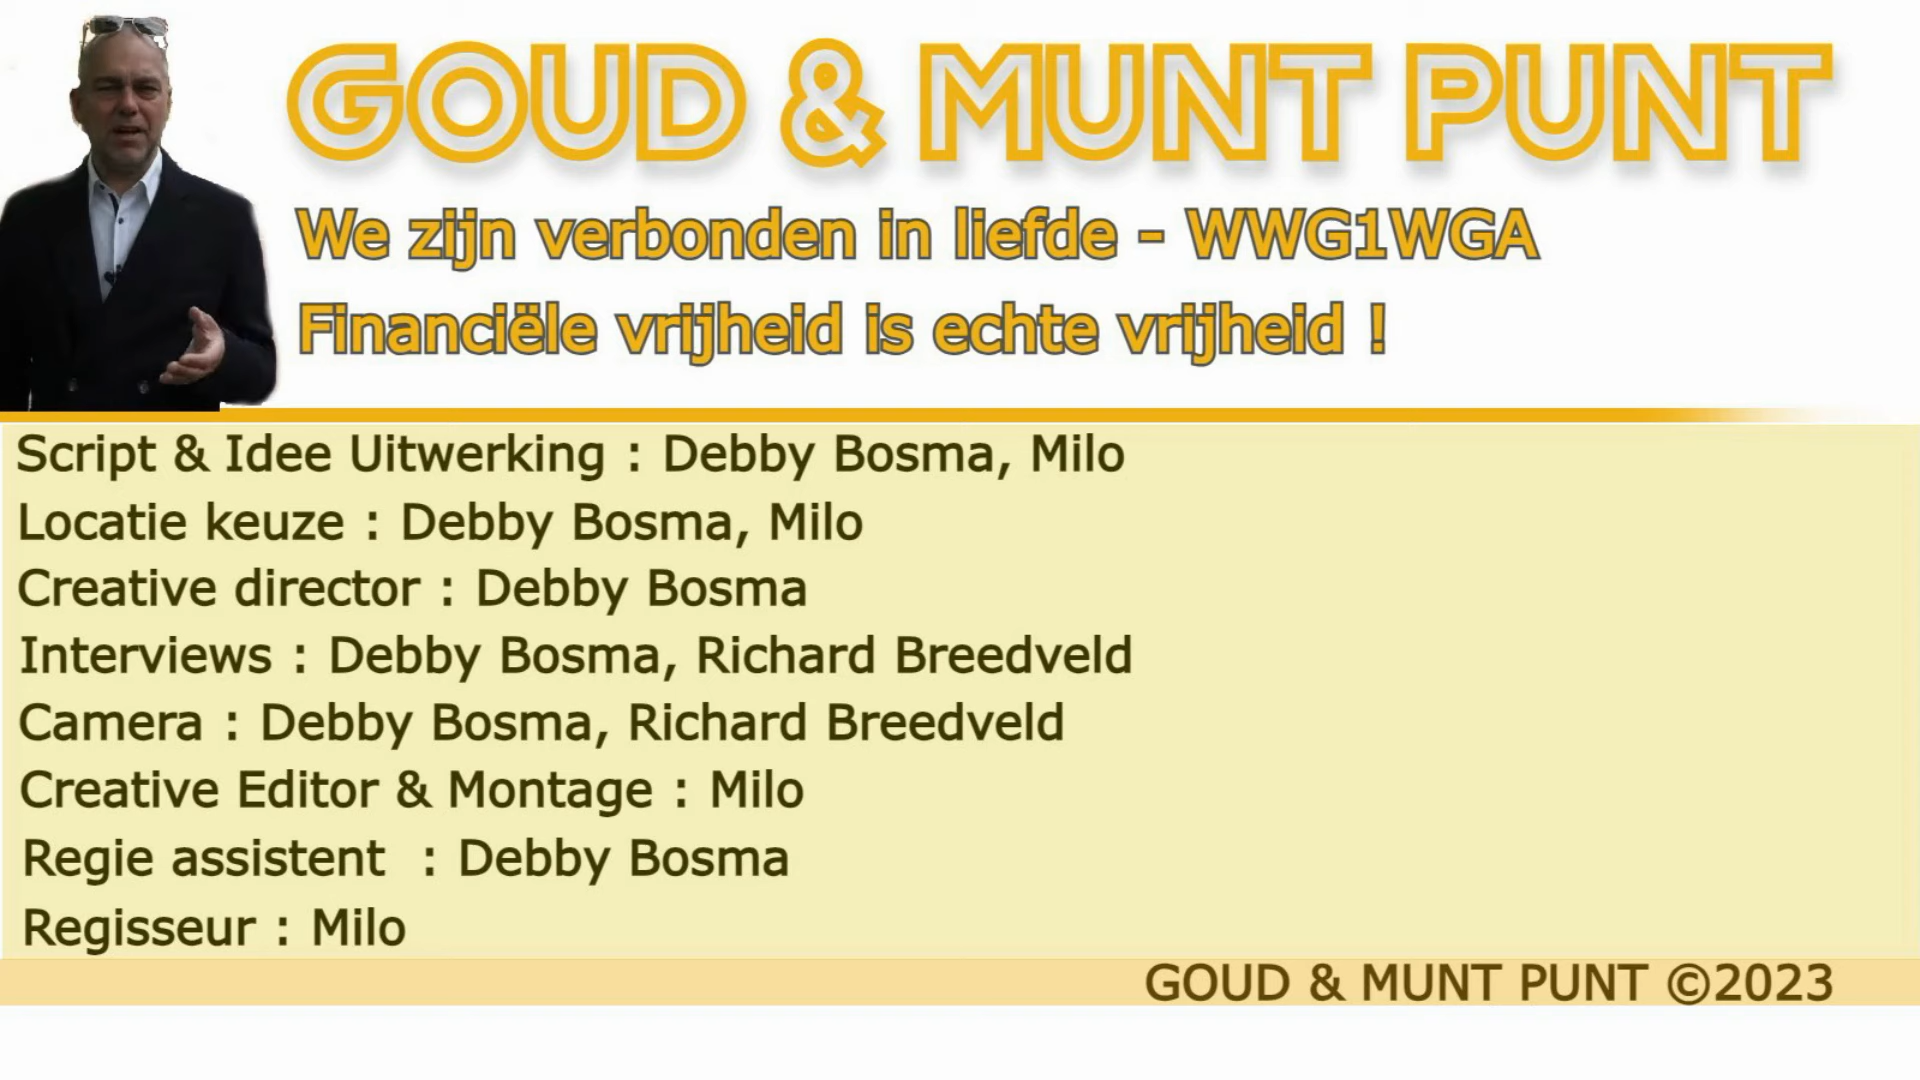 GOUD & MUNT PUNT
We zijn verbonden in liefde - WWG1WGA
Financiële vrijheid is echte vrijheid !
Script & Idee Uitwerking : Debby Bosma, Milo
Locatie keuze : Debby Bosma, Milo
Creative director : Debby Bosma
Interviews : Debby Bosma, Richard Breedveld
Camera : Debby Bosma, Richard Breedveld
Creative Editor & Montage : Milo
Regie assistent  : Debby Bosma
Regisseur : Milo
GOUD & MUNT PUNT ©2023